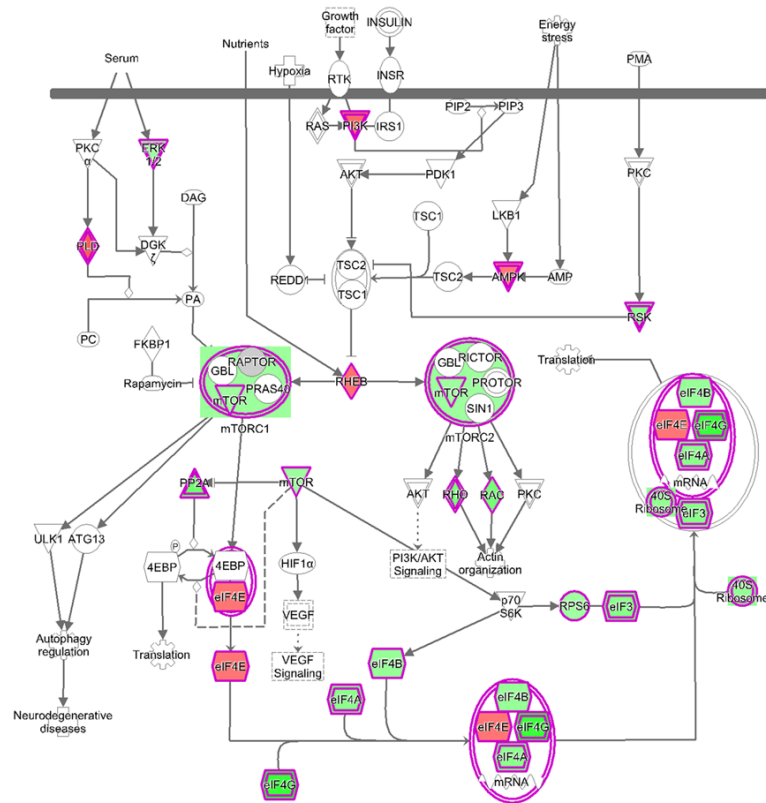 Growth
factor
INSULIN
Energy
stress
Serum
Nutrients
Hypoxia
RTK
INSR
PMA
PIP2
PIP3
RAS
PI3K
IRS1
PKC
α
ERK
1/2
AKT
PDK1
PKC
DAG
LKB1
TSC1
PLD
DGK
ζ
TSC2
TSC1
REDD1
TSC2
AMPK
AMP
PA
RSK
PC
FKBP1
Rapamycin
GBL
RAPTOR
mTOR
PRAS40
mTORC1
RHEB
GBL
RICTOR
mTOR
PROTOR
SIN1
mTORC2
Translation
eIF4B
eIF4E
eIF4G
eIF4A
mRNA
40S
Ribosome
eIF3
PP2A
mTOR
AKT
RHO
RAC
PKC
ULK1
ATG13
4EBP
P
4EBP
eIF4E
HIF1α
PI3K/AKT
Signaling
Actin
organization
VEGF
p70
S6K
RPS6
eIF3
40S
Ribosome
Autophagy
regulation
Translation
eIF4E
VEGF
Signaling
eIF4B
Neurodegenerative
diseases
eIF4A
eIF4G
eIF4B
eIF4E
eIF4G
eIF4A
mRNA